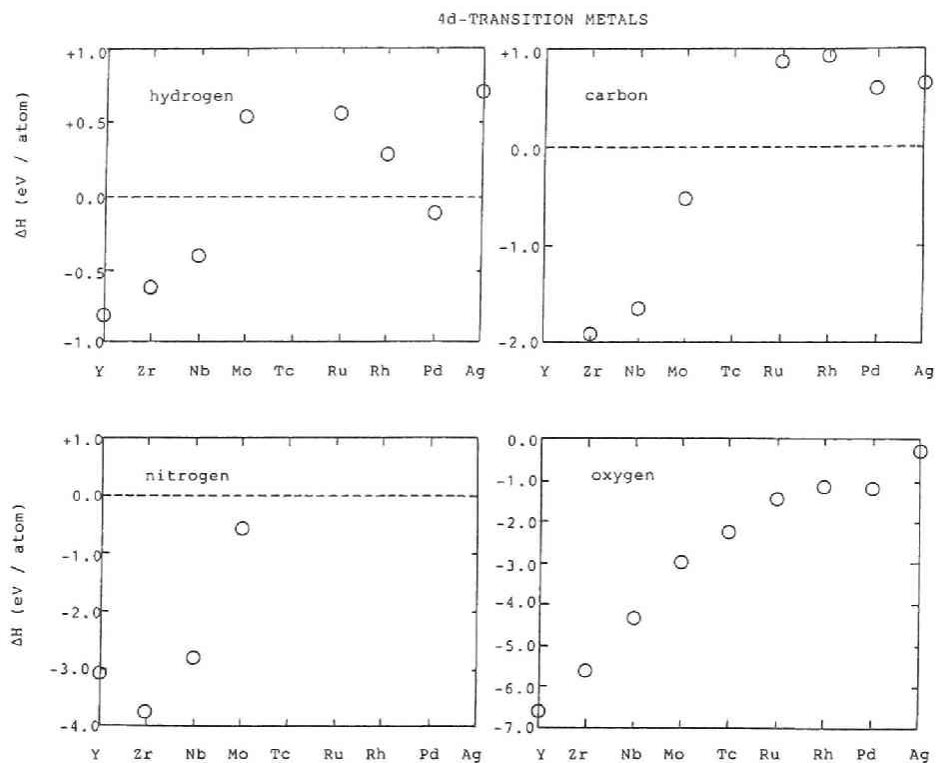 4d-TRANSITION METALS
ΔH (eV / atom)
+1.0
+0.5
0.0
-0.5
-1.0
hydrogen
Y Zr Nb Mo Tc Ru Rh Pd Ag
+1.0
0.0
-1.0
-2.0
carbon
Y Zr Nb Mo Tc Ru Rh Pd Ag
ΔH (eV / atom)
+1.0
0.0
-1.0
-2.0
-3.0
-4.0
nitrogen
Y Zr Nb Mo Tc Ru Rh Pd Ag
0.0
-1.0
-2.0
-3.0
-4.0
-5.0
-6.0
-7.0
oxygen
Y Zr Nb Mo Tc Ru Rh Pd Ag